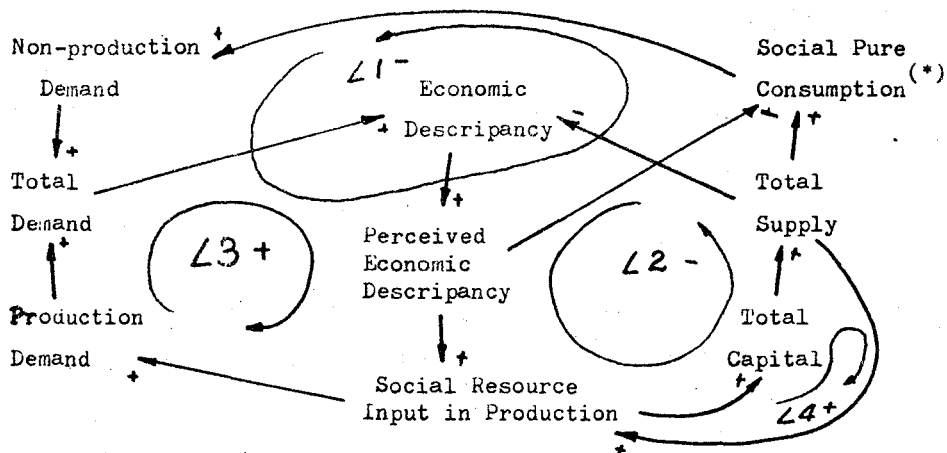 Non-production +
Demand
∠1 -
Economic
+ Descripancy -
Social Pure (*)
Consumption
- +
+
Total
Demand
+
∠3 +
+
Perceived
Economic
Descripancy
∠2 -
Total
Supply
+
Production
Demand
+
+
Social Resource
Input in Production
+
Total
Capital
+
∠4 +